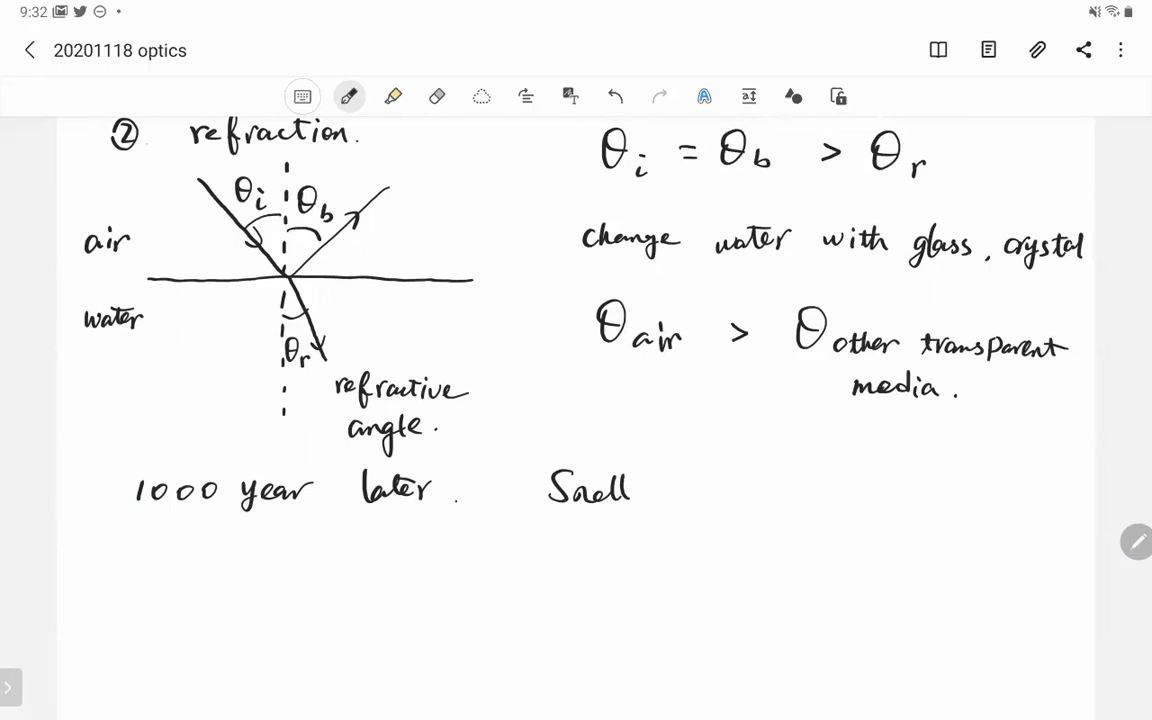 9:32
20201118 optics
② refraction.
θi θb
air
water
θr
refractive
angle.
θi = θb > θr
change water with glass, crystal
θair > θother transparent
media.
1000 year later. Snell